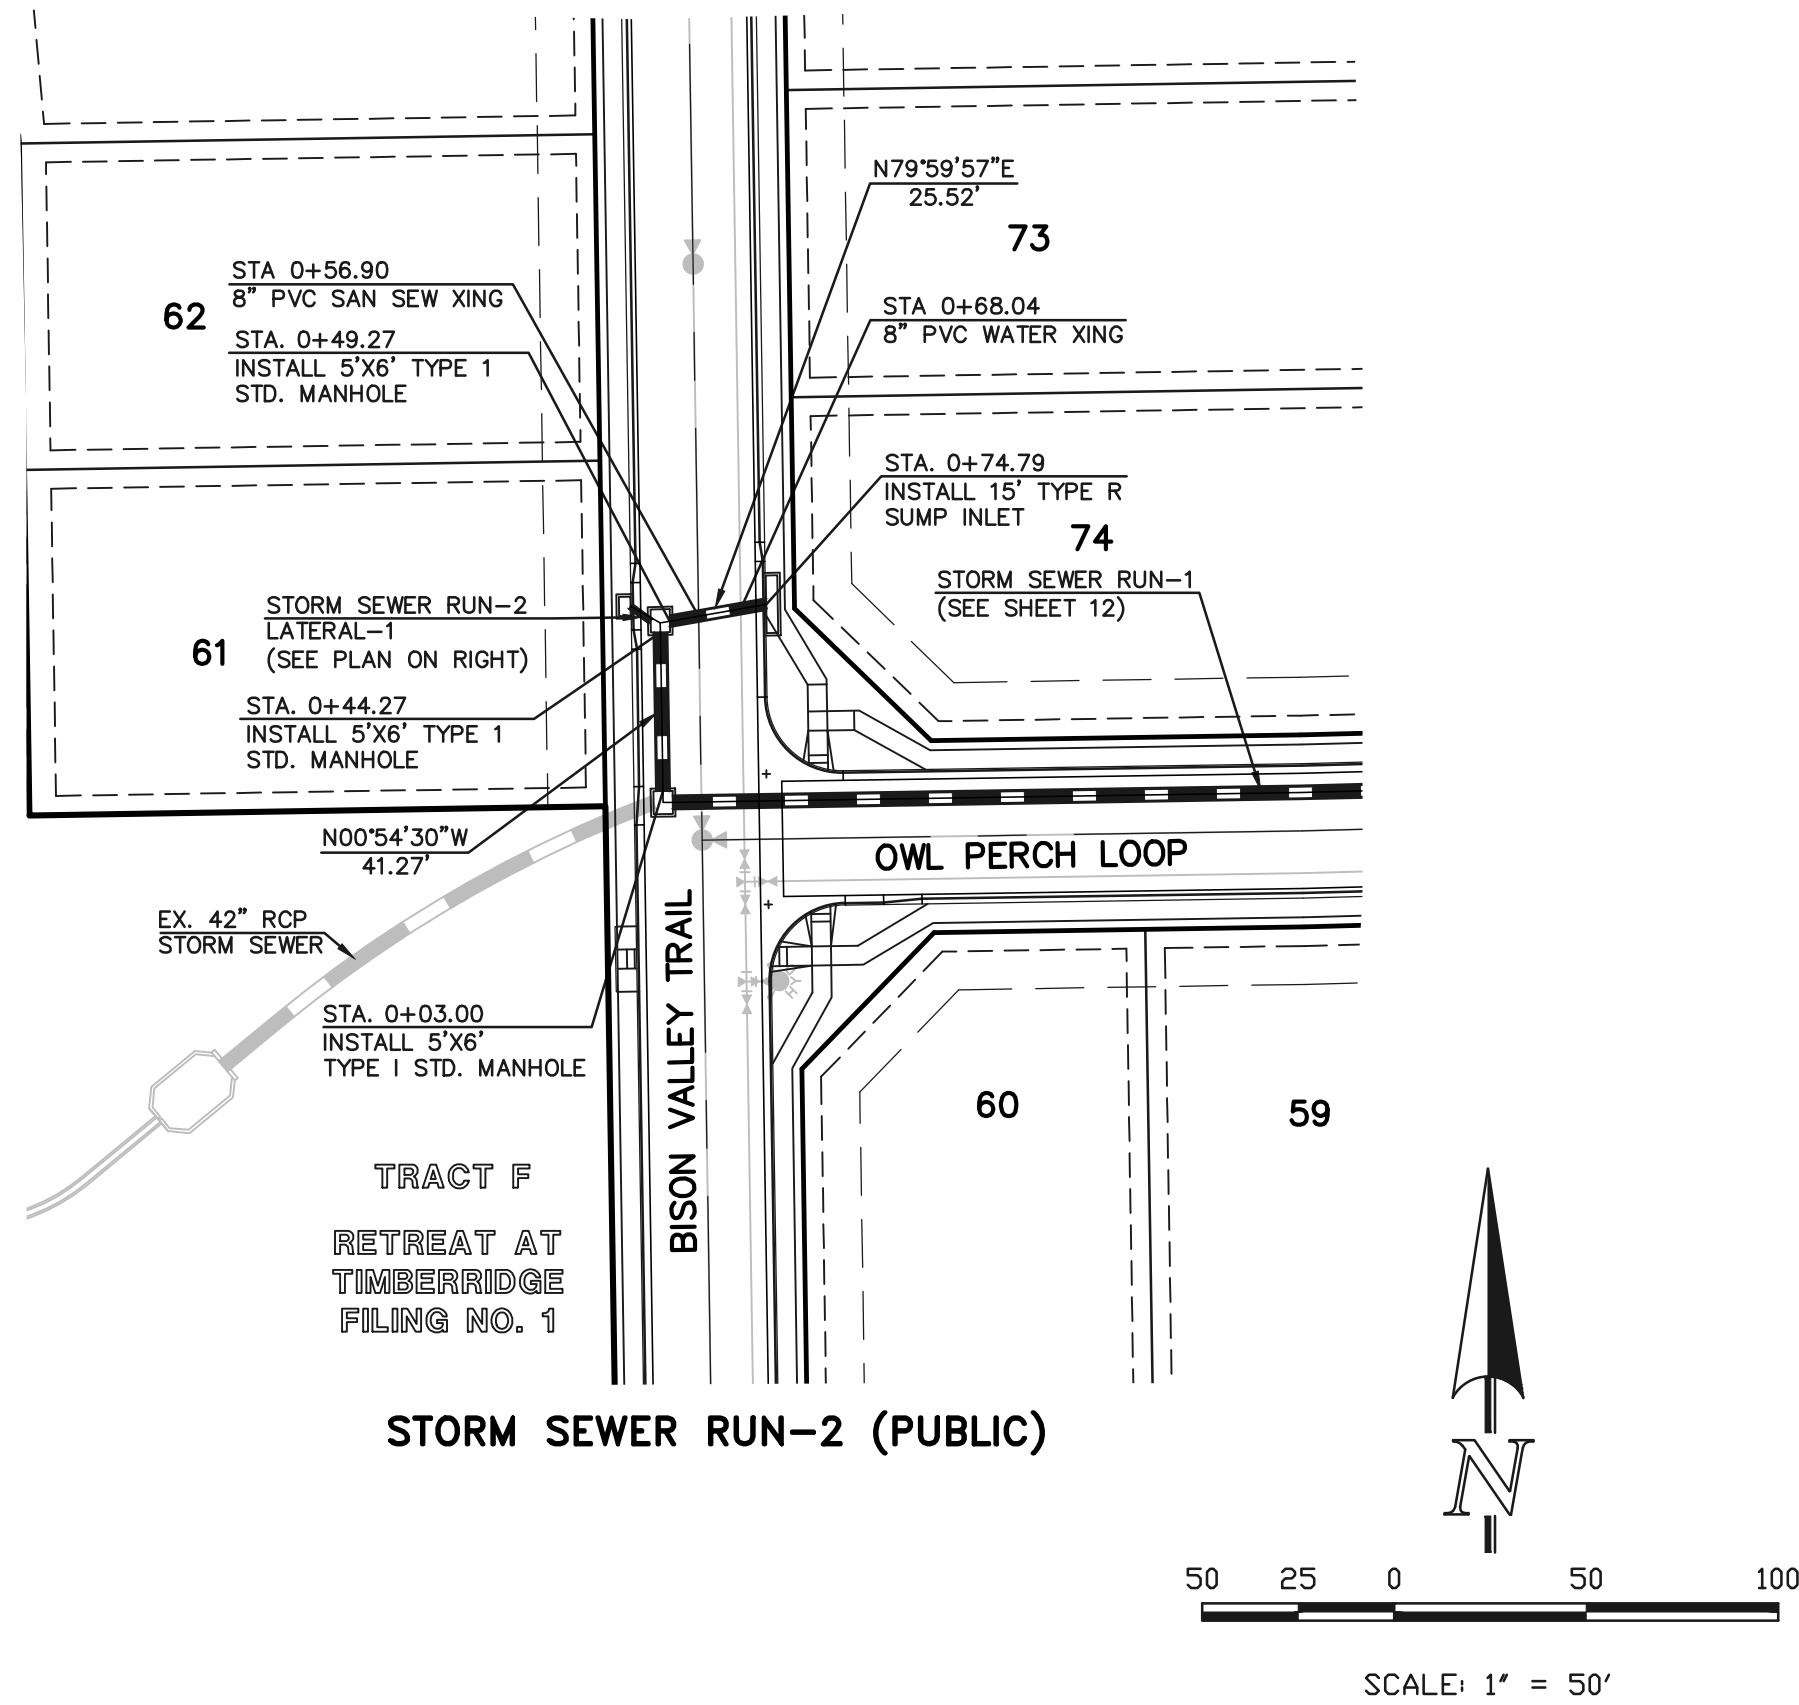 N79°59'57"E
25.52'
73
STA 0+56.90
8" PVC SAN SEW XING
62
STA. 0+49.27
INSTALL 5'X6' TYPE 1
STD. MANHOLE
STA 0+68.04
8" PVC WATER XING
STA. 0+74.79
INSTALL 15' TYPE R
SUMP INLET
74
STORM SEWER RUN-1
(SEE SHEET 12)
STORM SEWER RUN-2
LATERAL-1
(SEE PLAN ON RIGHT)
61
STA. 0+44.27
INSTALL 5'X6' TYPE 1
STD. MANHOLE
N00°54'30"W
41.27'
OWL PERCH LOOP
EX. 42" RCP
STORM SEWER
BISON VALLEY TRAIL
HY
STA. 0+03.00
INSTALL 5'X6'
TYPE I STD. MANHOLE
60
59
TRACT F
RETREAT AT
TIMBERRIDGE
FILING NO. 1
STORM SEWER RUN-2 (PUBLIC)
N
50 25 0 50 100
SCALE: 1" = 50'